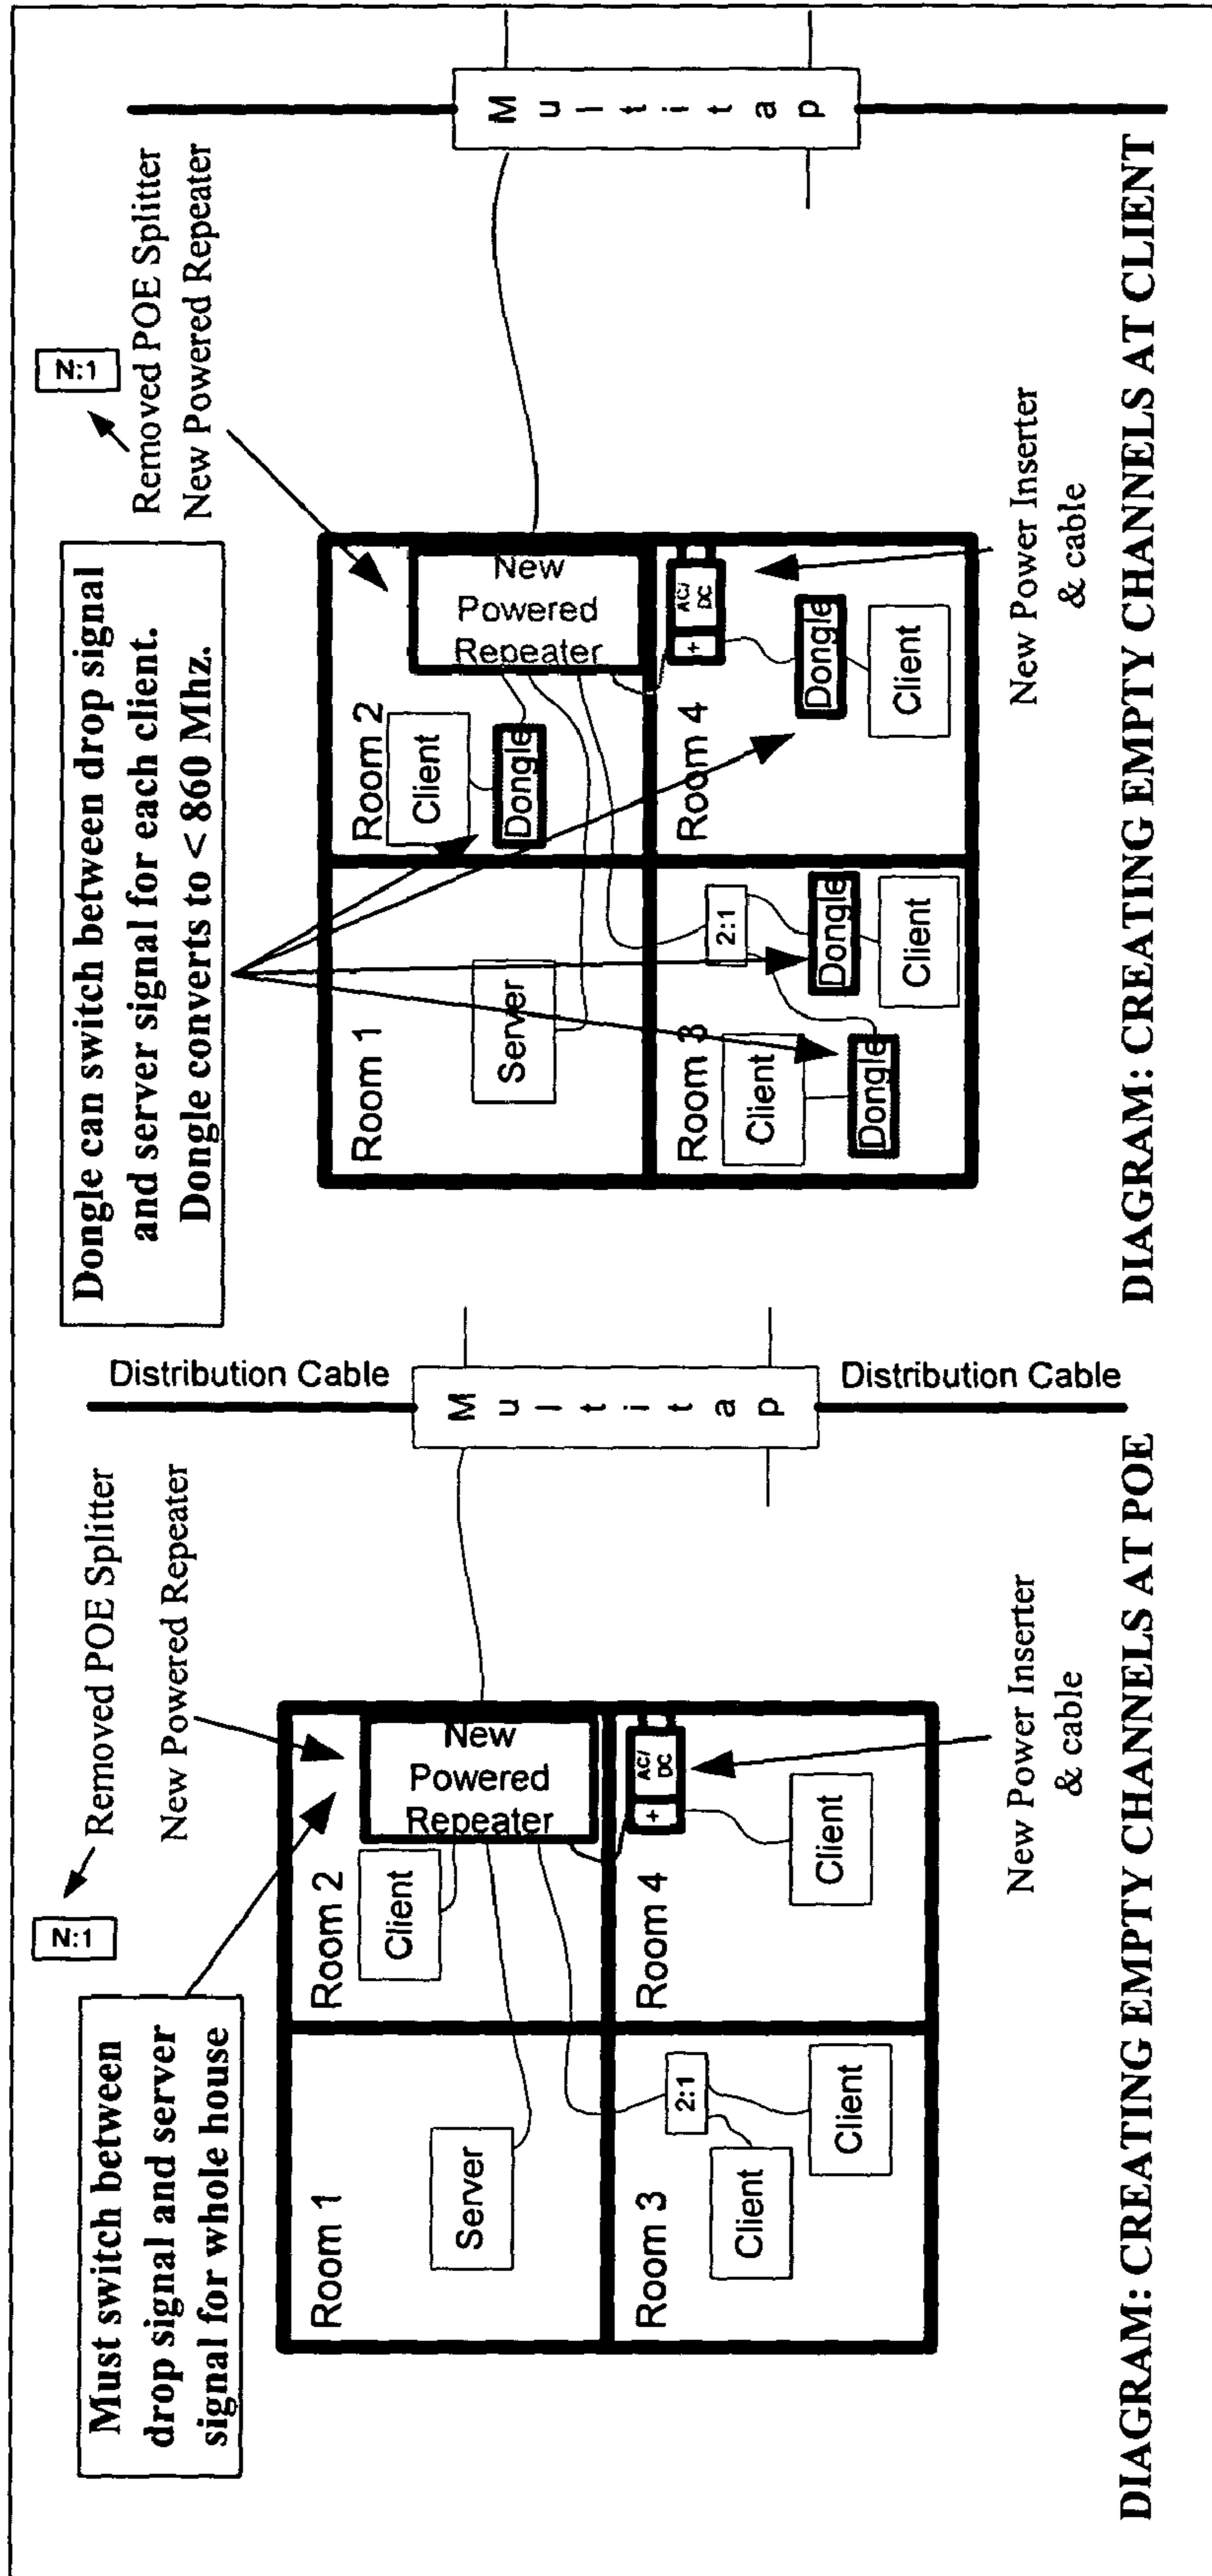 Must switch between
drop signal and server
signal for whole house
N:1
Removed POE Splitter
New Powered Repeater
Room 1
Server
Room 2
Client
New
Powered
Repeater
Room 3
Client
2:1
Client
Room 4
+
AC/
DC
Client
New Power Inserter
& cable
Distribution Cable
Multitap
Distribution Cable
DIAGRAM: CREATING EMPTY CHANNELS AT POE
Dongle can switch between drop signal
and server signal for each client.
Dongle converts to < 860 Mhz.
N:1
Removed POE Splitter
New Powered Repeater
Room 1
Server
Room 2
Client
Dongle
New
Powered
Repeater
Room 3
Client
Dongle
2:1
Dongle
Client
Room 4
+
AC/
DC
Dongle
Client
New Power Inserter
& cable
Multitap
DIAGRAM: CREATING EMPTY CHANNELS AT CLIENT